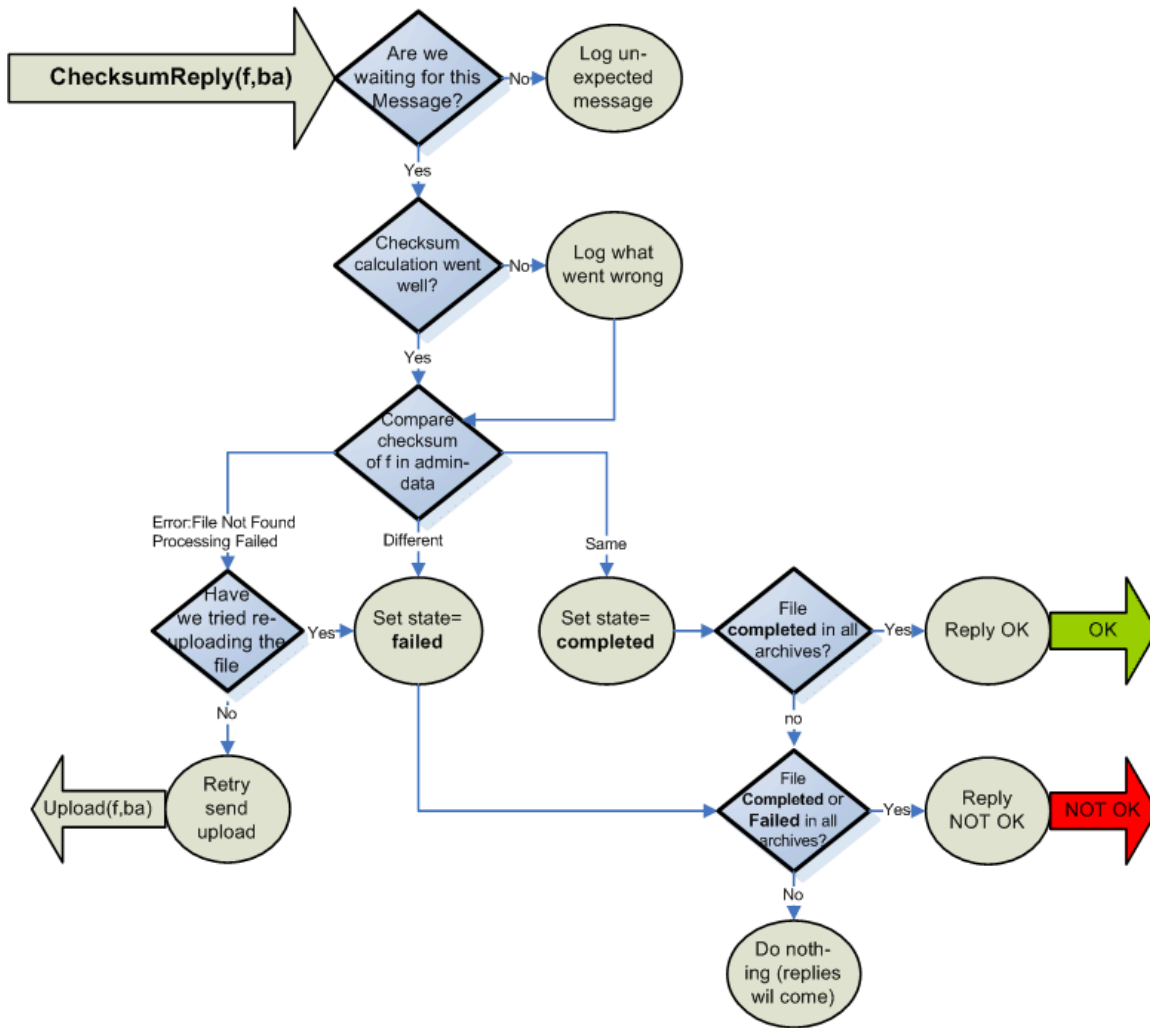 ChecksumReply(f,ba)
Are we
waiting for this
Message?
No
Log un-
expected
message
Yes
Checksum
calculation went
well?
No
Log what
went wrong
Yes
Compare
checksum
of f in admin-
data
Error:File Not Found
Processing Failed
Different
Same
Have
we tried re-
uploading the
file
Yes
Set state=
failed
Set state=
completed
File
completed in all
archives?
Yes
Reply OK
OK
No
no
Upload(f,ba)
Retry
send
upload
File
Completed or
Failed in all
archives?
Yes
Reply
NOT OK
NOT OK
No
Do noth-
ing (replies
wil come)